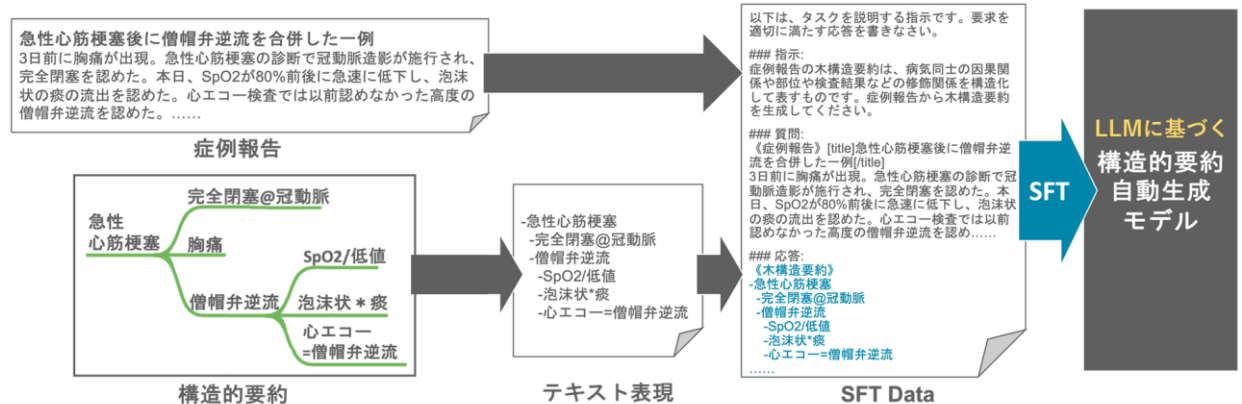 急性心筋梗塞後に僧帽弁逆流を合併した一例
3日前に胸痛が出現。急性心筋梗塞の診断で冠動脈造影が施行され、
完全閉塞を認めた。本日、SpO2が80%前後に急速に低下し、泡沫
状の痰の流出を認めた。心エコー検査では以前認めなかった高度の
僧帽弁逆流を認めた。……
症例報告
急性
心筋梗塞
完全閉塞@冠動脈
胸痛
僧帽弁逆流
SpO2/低値
泡沫状＊痰
心エコー
=僧帽弁逆流
構造的要約
-急性心筋梗塞
-完全閉塞@冠動脈
-僧帽弁逆流
-SpO2/低値
-泡沫状*痰
-心エコー=僧帽弁逆流
テキスト表現
以下は、タスクを説明する指示です。要求を
適切に満たす応答を書きなさい。
### 指示:
症例報告の木構造要約は、病気同士の因果関
係や部位や検査結果などの修飾関係を構造化
して表すものです。症例報告から木構造要約
を生成してください。
### 質問:
《症例報告》[title]急性心筋梗塞後に僧帽弁逆
流を合併した一例[/title]
3日前に胸痛が出現。急性心筋梗塞の診断で冠
動脈造影が施行され、完全閉塞を認めた。本
日、SpO2が80%前後に急速に低下し、泡沫状
の痰の流出を認めた。心エコー検査では以前
認めなかった高度の僧帽弁逆流を認め……
### 応答:
《木構造要約》
-急性心筋梗塞
-完全閉塞@冠動脈
-僧帽弁逆流
-SpO2/低値
-泡沫状*痰
-心エコー=僧帽弁逆流
……
SFT Data
SFT
LLMに基づく
構造的要約
自動生成
モデル